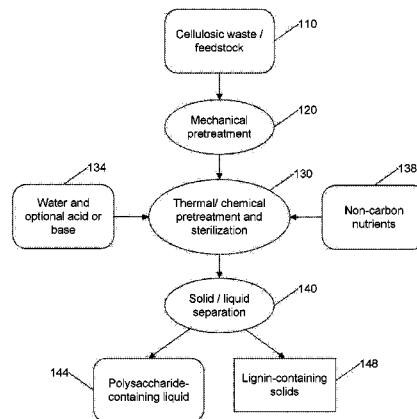 110
Cellulosic waste /
feedstock
120
Mechanical
pretreatment
134
130
138
Water and
optional acid or
base
Thermal/ chemical
pretreatment and
sterilization
Non-carbon
nutrients
140
Solid / liquid
separation
144
Polysaccharide-
containing liquid
Lignin-containing
solids
148